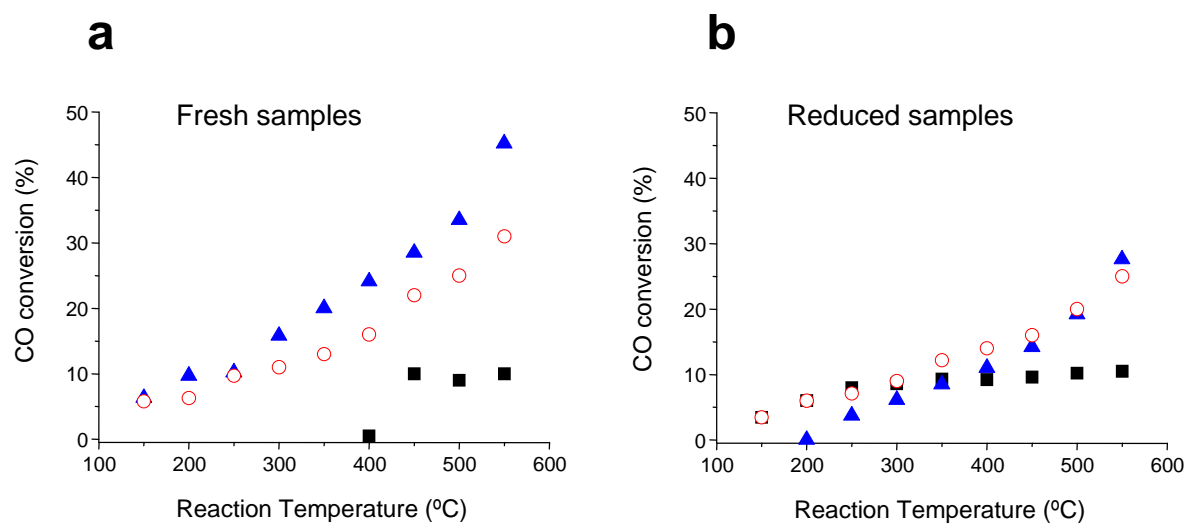 a
Fresh samples
50
40
30
20
10
0
100 200 300 400 500 600
CO conversion (%)
Reaction Temperature (ºC)
b
Reduced samples
50
40
30
20
10
0
100 200 300 400 500 600
CO conversion (%)
Reaction Temperature (ºC)